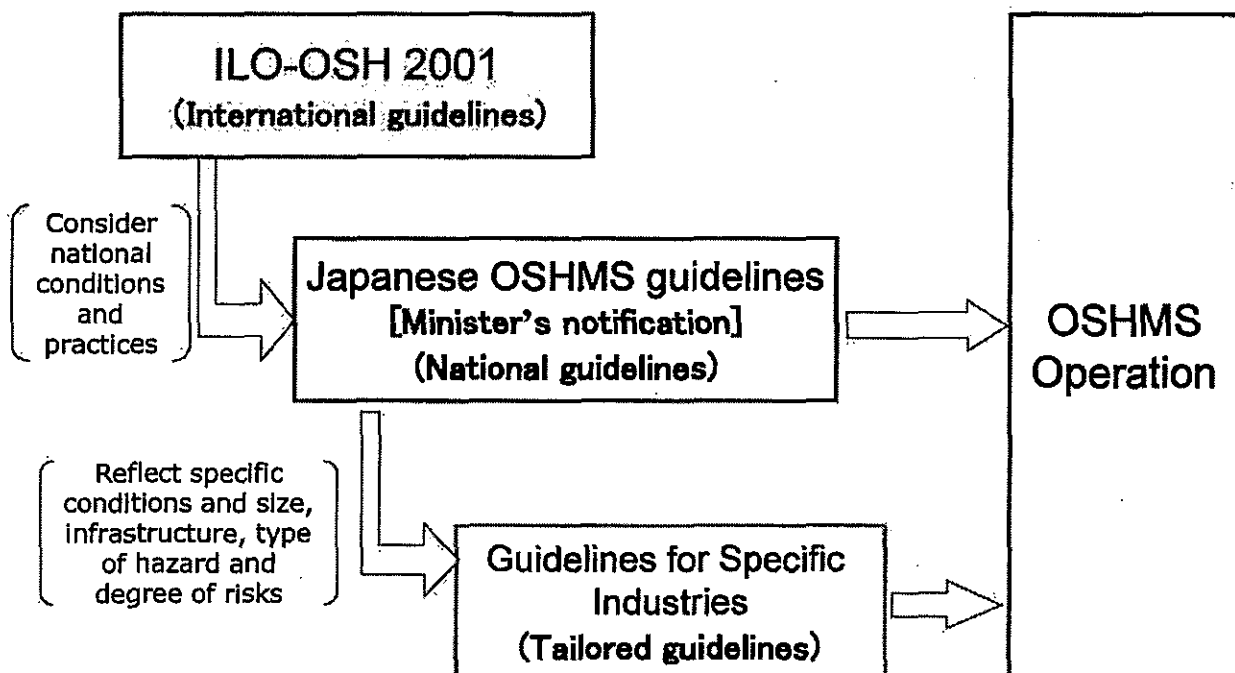 ILO-OSH 2001
(International guidelines)
Consider
national
conditions
and
practices
Japanese OSHMS guidelines
[Minister's notification]
(National guidelines)
OSHMS
Operation
Reflect specific
conditions and size,
infrastructure, type
of hazard and
degree of risks
Guidelines for Specific
Industries
(Tailored guidelines)